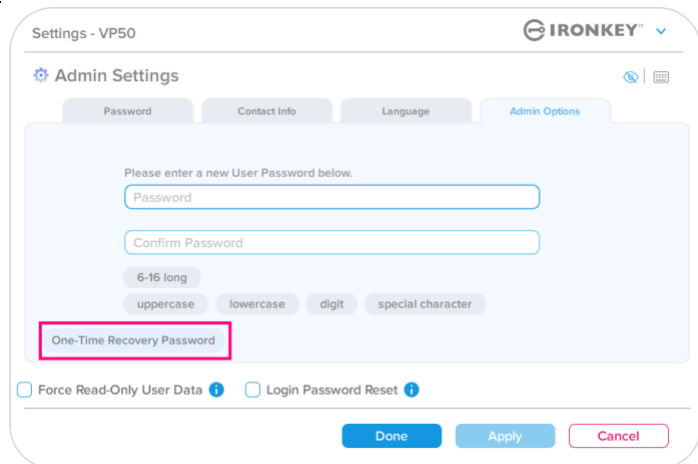 Settings - VP50
IRONKEY™
Admin Settings
Password Contact Info Language Admin Options
Please enter a new User Password below.
Password
Confirm Password
6-16 long
uppercase lowercase digit special character
One-Time Recovery Password
Force Read-Only User Data Login Password Reset
Done Apply Cancel